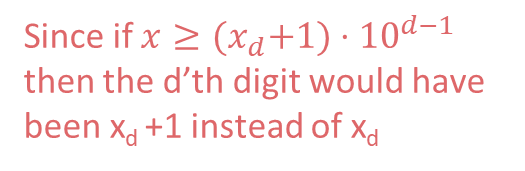 Since if x ≥ (x_d+1) · 10^{d−1}
then the d'th digit would have
been x_d +1 instead of x_d